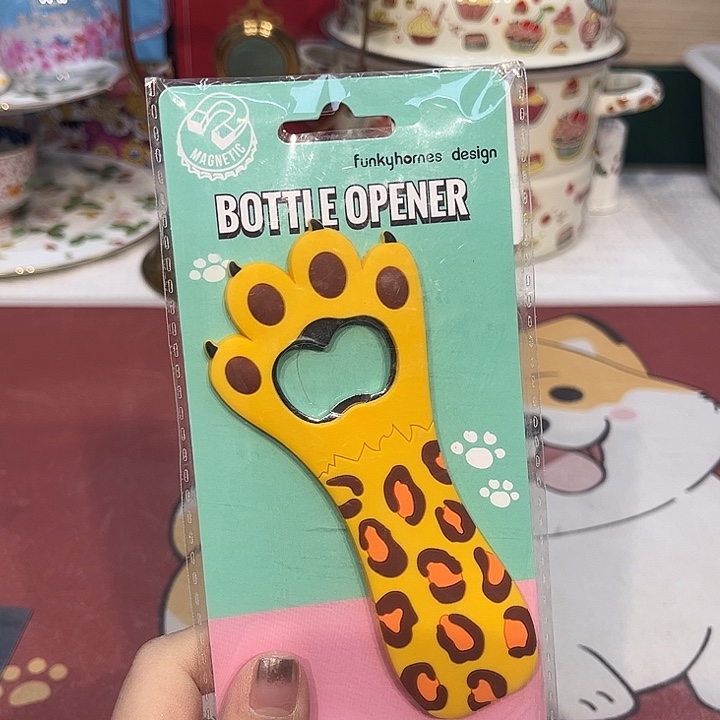 MAGNETIC
funkyhornes design
BOTTLE OPENER